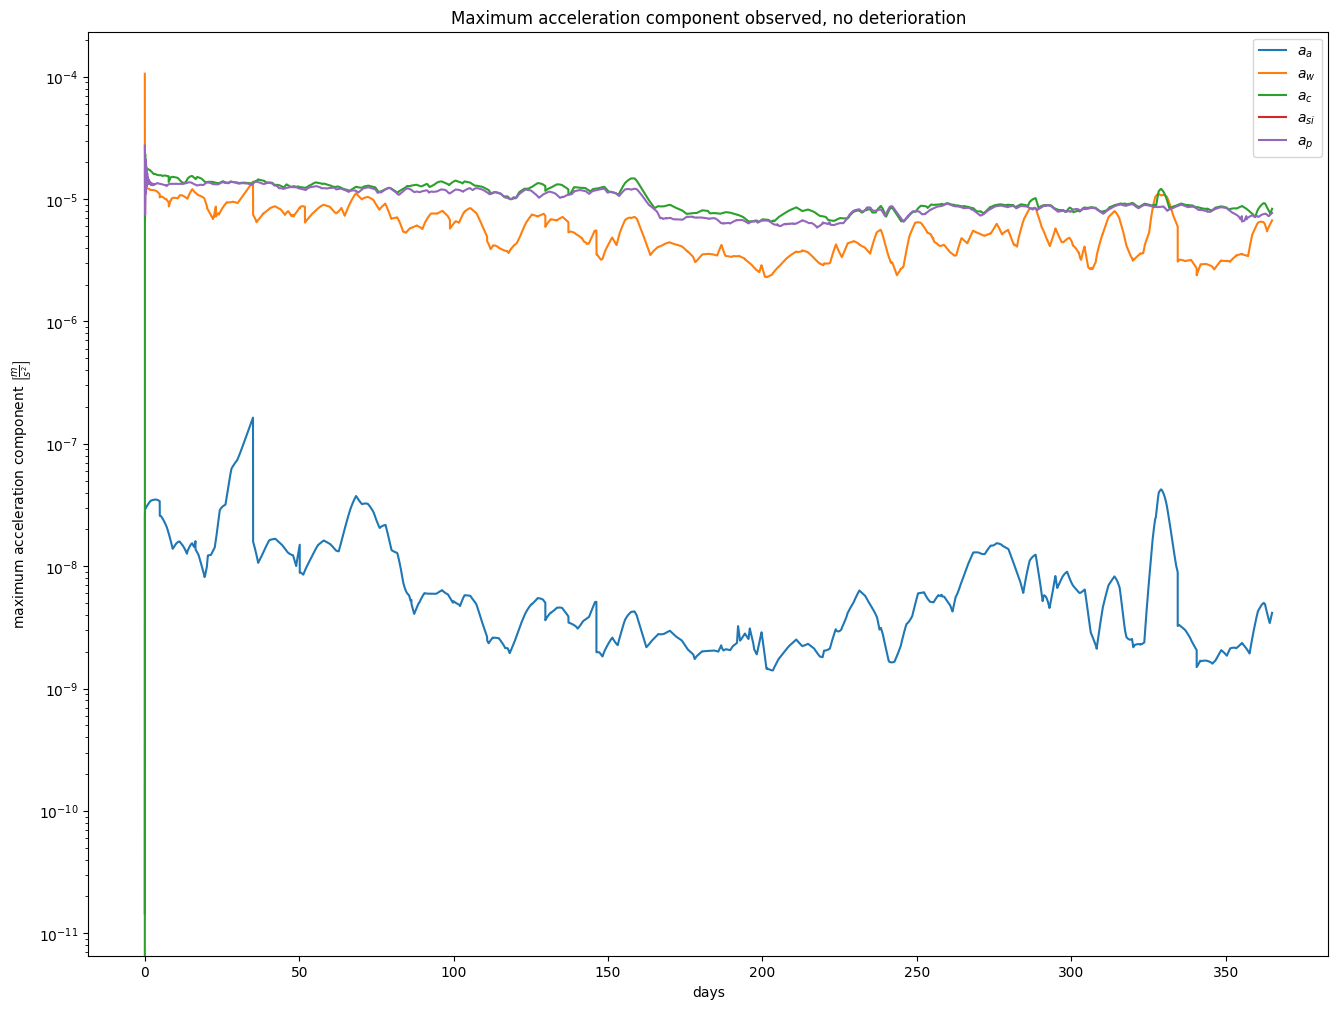 Maximum acceleration component observed, no deterioration
a_a
a_w
a_c
a_si
a_p
10^-4
10^-5
10^-6
10^-7
10^-8
10^-9
10^-10
10^-11
maximum acceleration component [m/s^2]
0 50 100 150 200 250 300 350
days